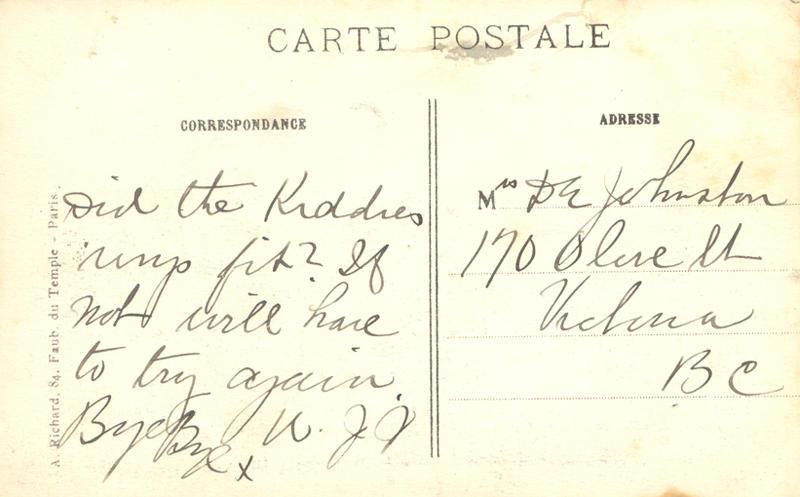 CARTE POSTALE
CORRESPONDANCE
Did the Kiddies
rings fit? If
not will have
to try again.
Bye Bye x W. J. J
ADRESSE
Mrs D E Johnston
170 Olive St
Victoria
B C
A. Richard, 84, Faub. du Temple - Paris.